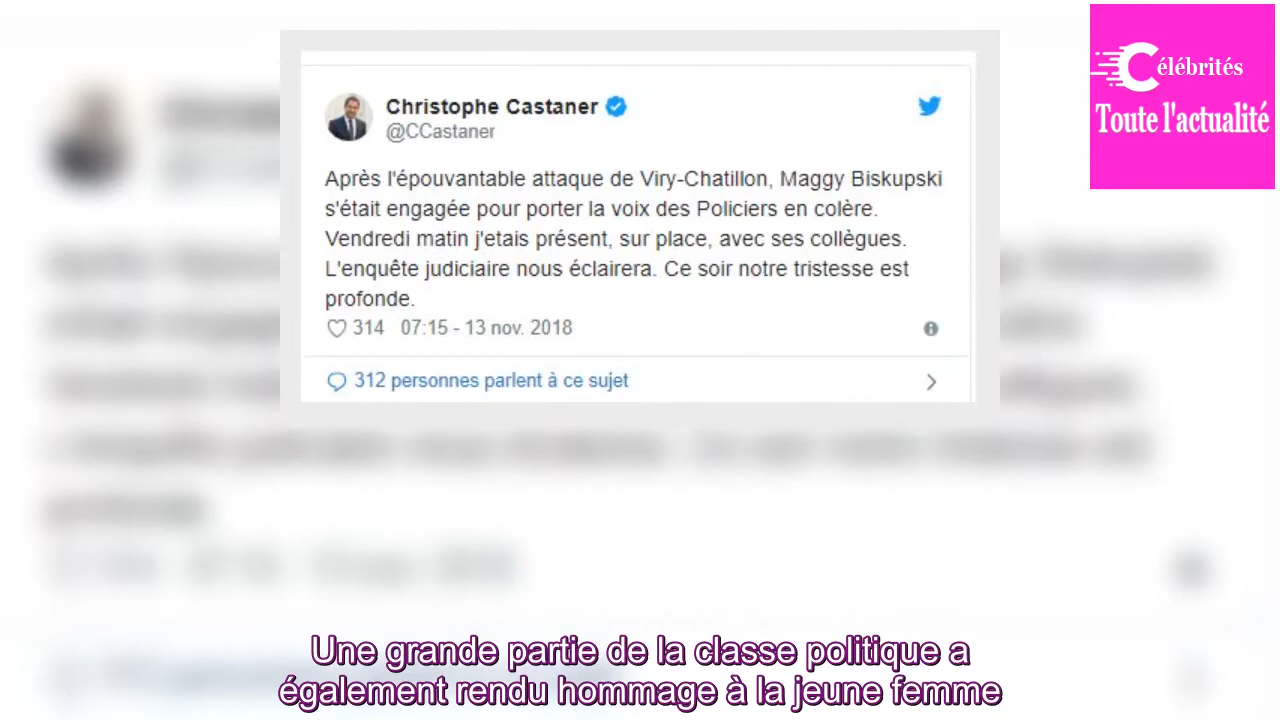 Célébrités
Toute l'actualité
Christophe Castaner
@CCastaner
Après l'épouvantable attaque de Viry-Chatillon, Maggy Biskupski
s'était engagée pour porter la voix des Policiers en colère.
Vendredi matin j'etais présent, sur place, avec ses collègues.
L'enquête judiciaire nous éclairera. Ce soir notre tristesse est
profonde.
314 07:15 - 13 nov. 2018
312 personnes parlent à ce sujet
Une grande partie de la classe politique a
également rendu hommage à la jeune femme